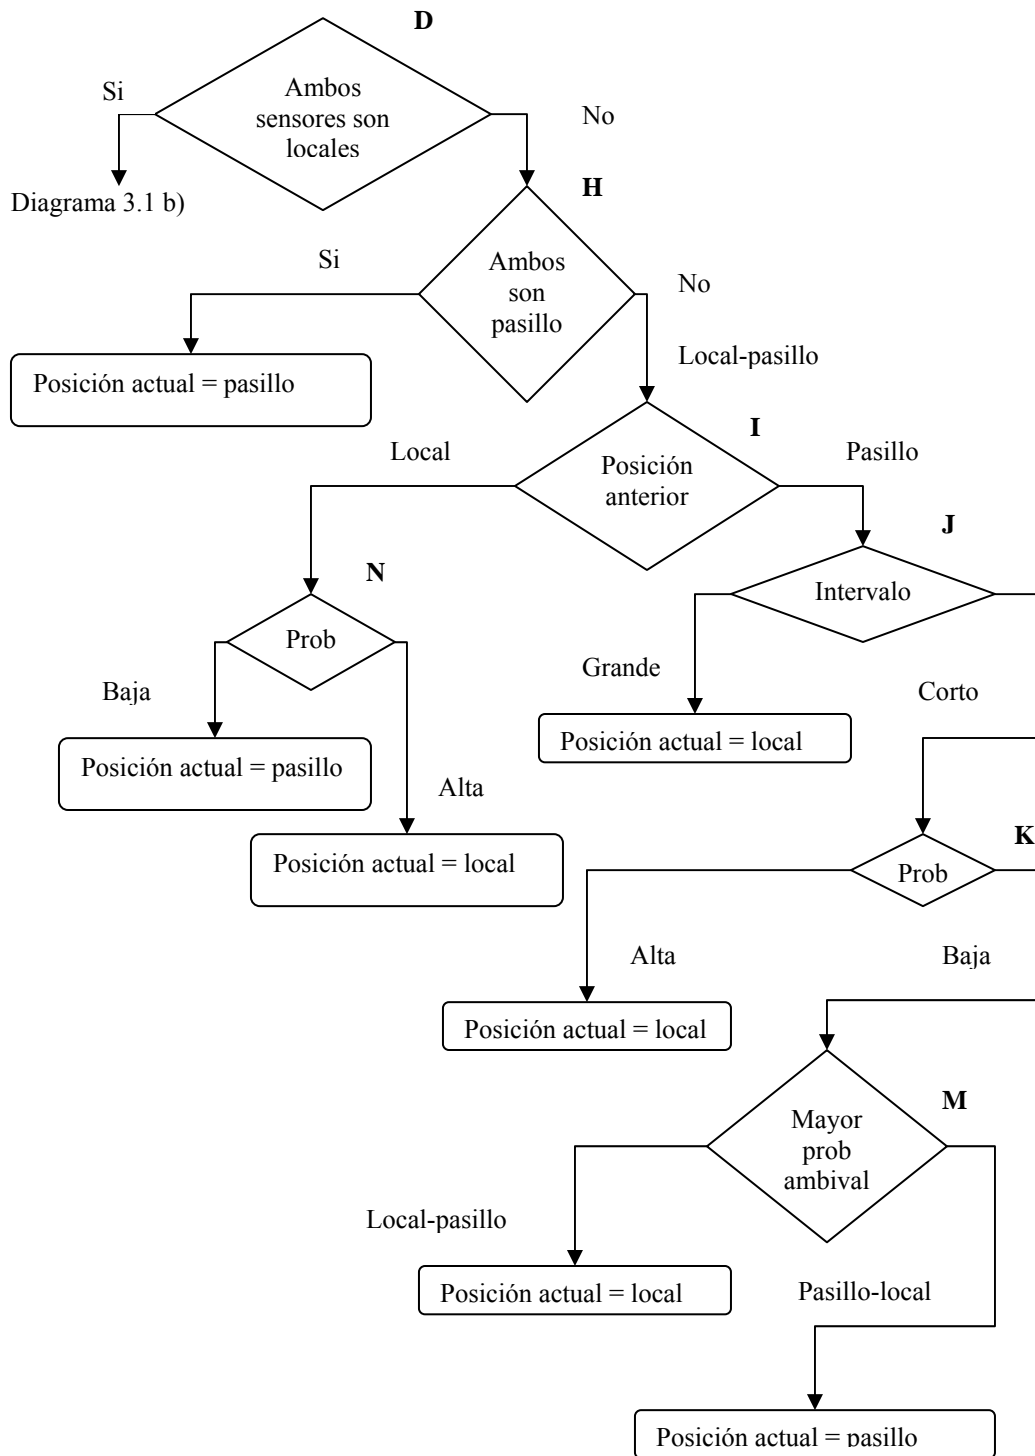 D
Si
Ambos
sensores son
locales
No
Diagrama 3.1 b)
H
Si
Ambos
son
pasillo
No
Posición actual = pasillo
Local-pasillo
I
Local
Posición
anterior
Pasillo
J
N
Intervalo
Prob
Grande
Baja
Corto
Posición actual = local
Posición actual = pasillo
Alta
K
Posición actual = local
Prob
Alta
Baja
Posición actual = local
M
Mayor
prob
ambival
Local-pasillo
Posición actual = local
Pasillo-local
Posición actual = pasillo